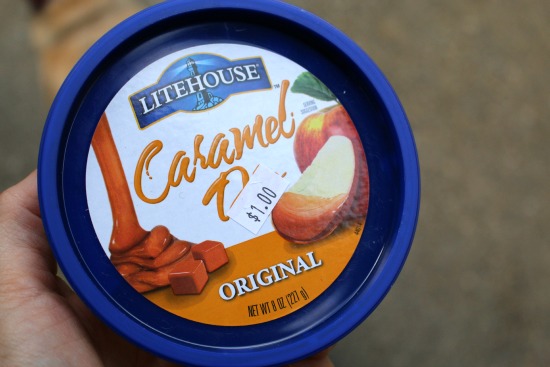 LITEHOUSE
Caramel
$1.00
ORIGINAL
NET WT 8 OZ (227 g)